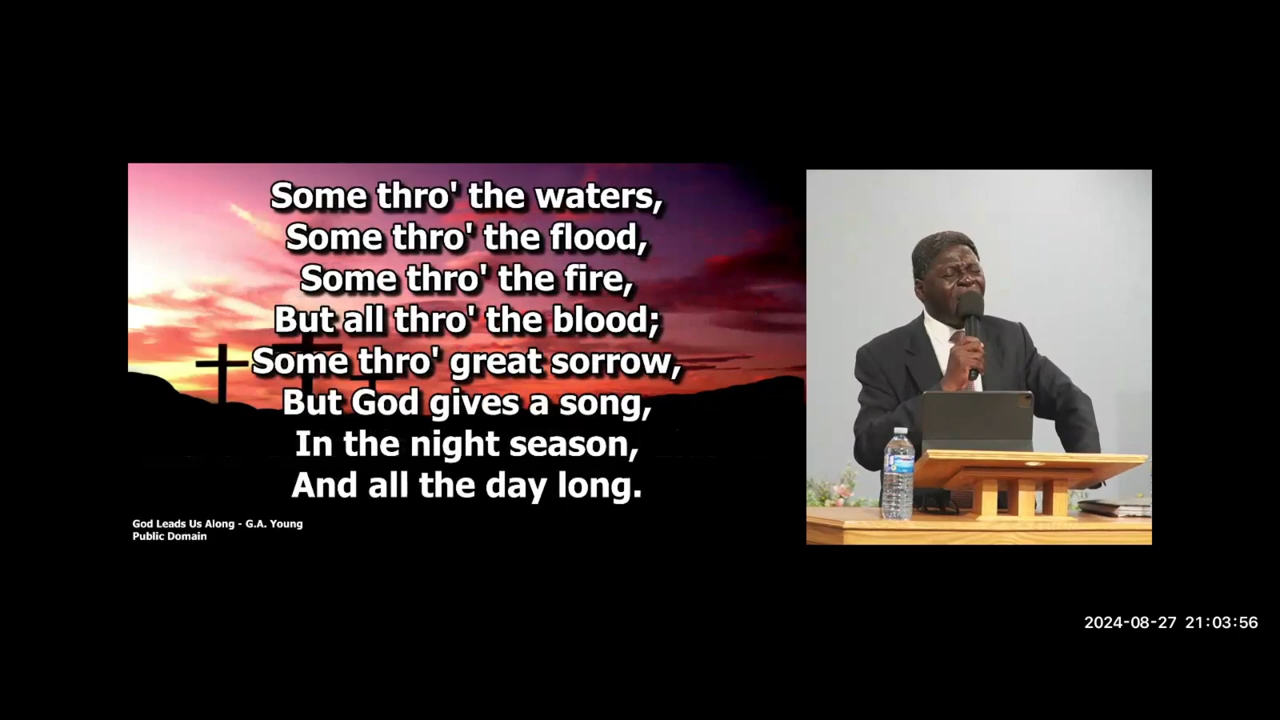 Some thro' the waters,
Some thro' the flood,
Some thro' the fire,
But all thro' the blood;
Some thro' great sorrow,
But God gives a song,
In the night season,
And all the day long.
God Leads Us Along - G.A. Young
Public Domain
2024-08-27 21:03:56